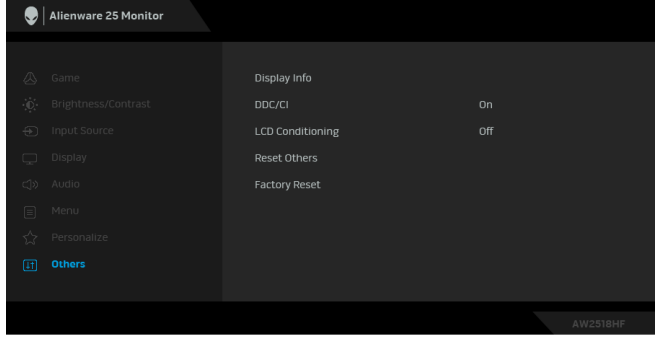 Alienware 25 Monitor
Game
Brightness/Contrast
Input Source
Display
Audio
Menu
Personalize
Others
Display Info
DDC/CI On
LCD Conditioning Off
Reset Others
Factory Reset
AW2518HF